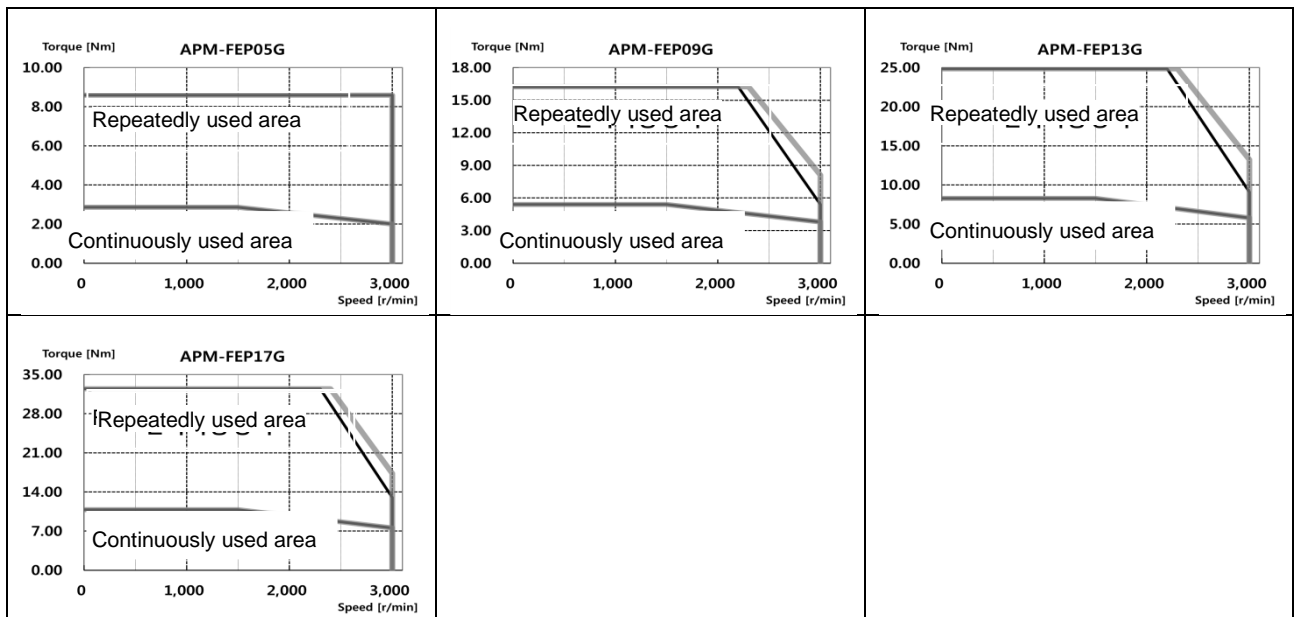 Torque [Nm] APM-FEP05G
10.00
8.00
Repeatedly used area
6.00
4.00
2.00
Continuously used area
0.00
0 1,000 2,000 3,000
Speed [r/min]
Torque [Nm] APM-FEP09G
18.00
15.00
Repeatedly used area
12.00
9.00
6.00
3.00
Continuously used area
0.00
0 1,000 2,000 3,000
Speed [r/min]
Torque [Nm] APM-FEP13G
25.00
20.00
Repeatedly used area
15.00
10.00
5.00
Continuously used area
0.00
0 1,000 2,000 3,000
Speed [r/min]
Torque [Nm] APM-FEP17G
35.00
28.00
Repeatedly used area
21.00
14.00
7.00
Continuously used area
0.00
0 1,000 2,000 3,000
Speed [r/min]